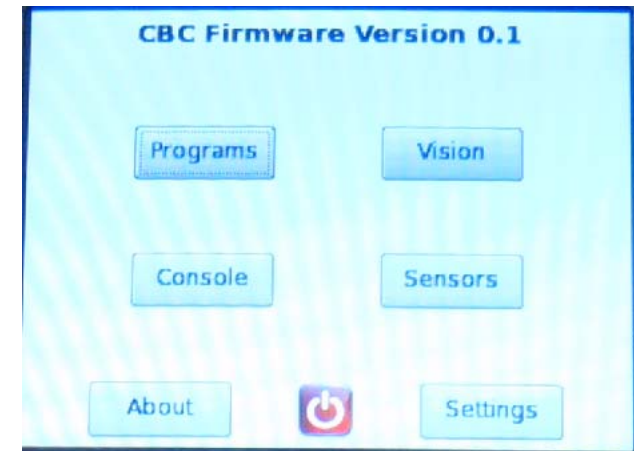 CBC Firmware Version 0.1
Programs Vision
Console Sensors
About Settings